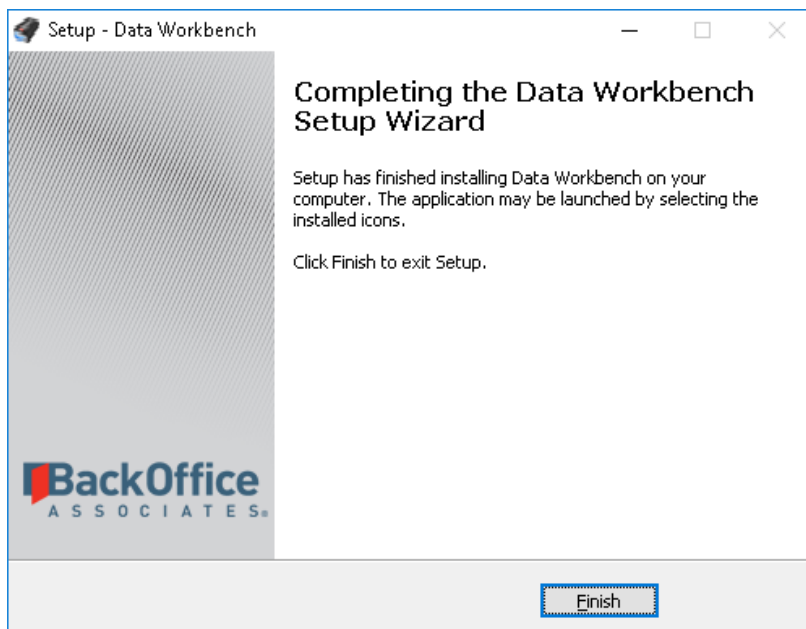 Setup - Data Workbench
Completing the Data Workbench
Setup Wizard
Setup has finished installing Data Workbench on your
computer. The application may be launched by selecting the
installed icons.
Click Finish to exit Setup.
BackOffice
ASSOCIATES®
Finish